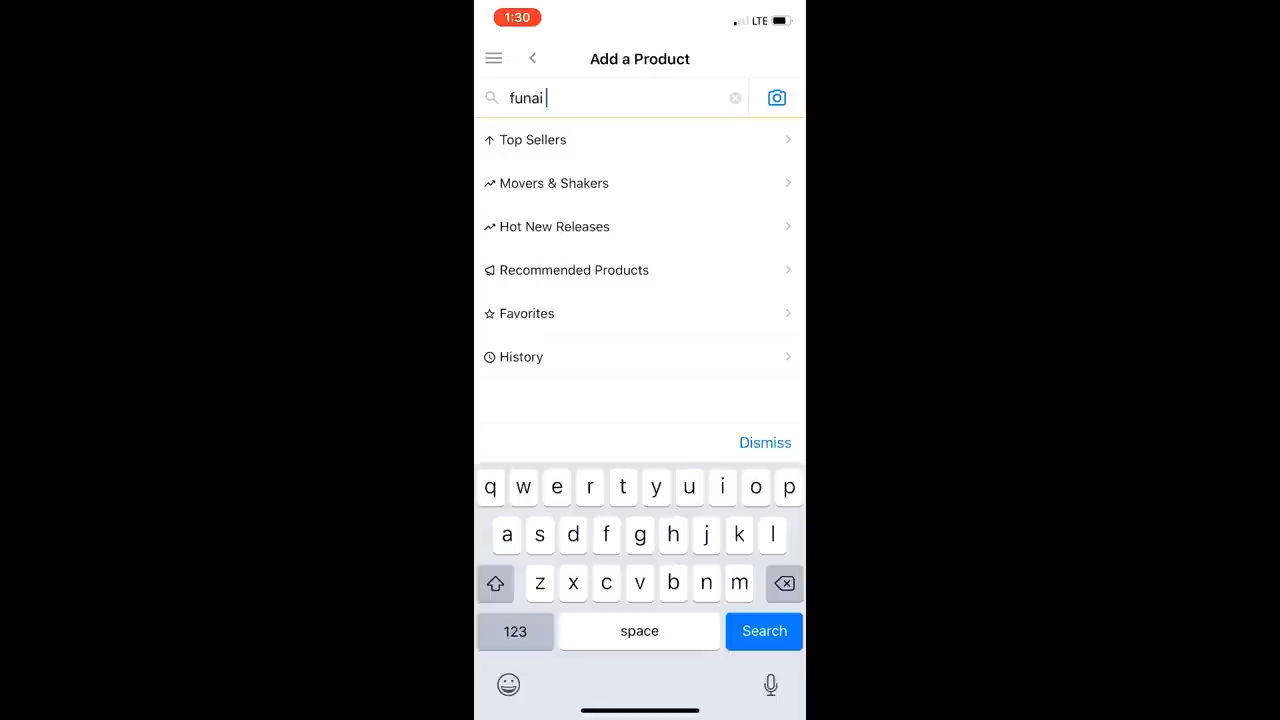 1:30
LTE
Add a Product
funai
Top Sellers
Movers & Shakers
Hot New Releases
Recommended Products
Favorites
History
Dismiss
q w e r t y u i o p
a s d f g h j k l
z x c v b n m
123 space Search